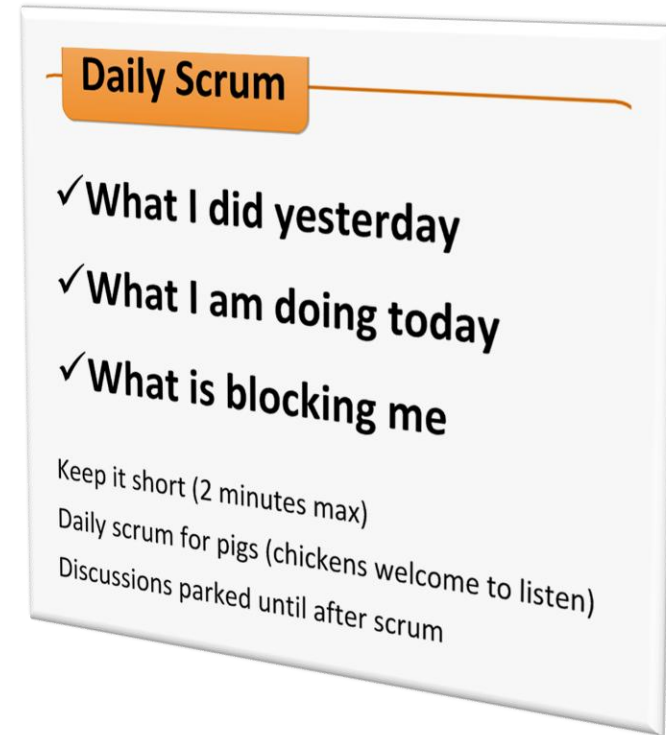 Daily Scrum
✓What I did yesterday
✓What I am doing today
✓What is blocking me
Keep it short (2 minutes max)
Daily scrum for pigs (chickens welcome to listen)
Discussions parked until after scrum